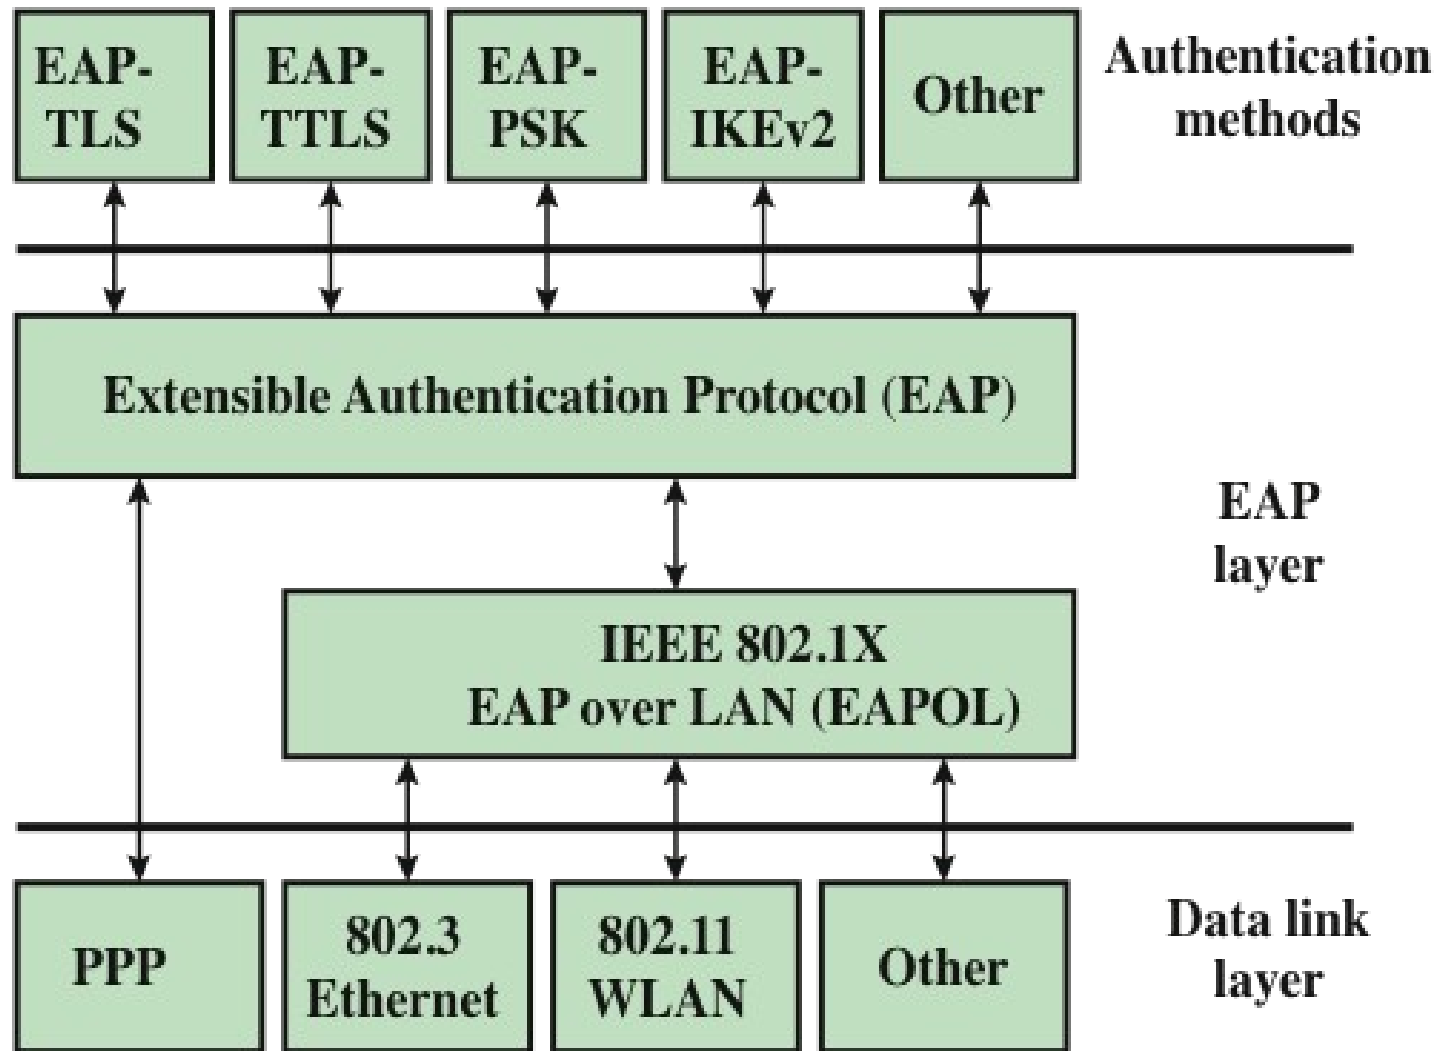 EAP-
TLS
EAP-
TTLS
EAP-
PSK
EAP-
IKEv2
Other
Authentication
methods
Extensible Authentication Protocol (EAP)
EAP
layer
IEEE 802.1X
EAP over LAN (EAPOL)
PPP
802.3
Ethernet
802.11
WLAN
Other
Data link
layer